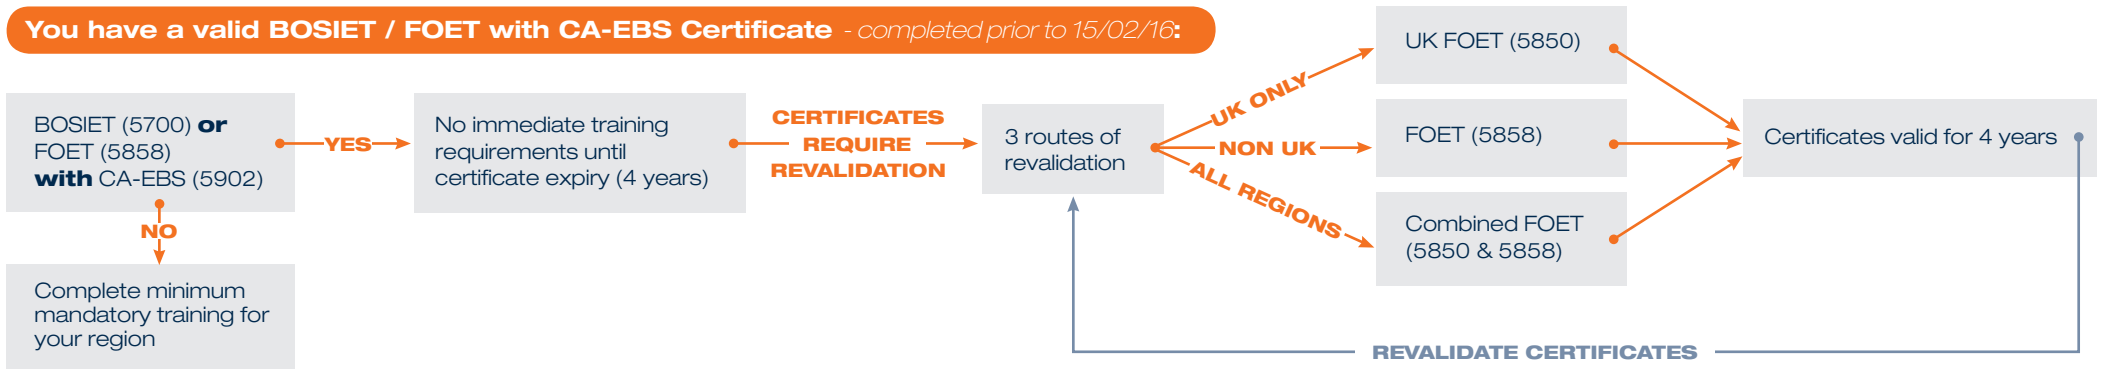 You have a valid BOSIET / FOET with CA-EBS Certificate - completed prior to 15/02/16:
BOSIET (5700) or
FOET (5858)
with CA-EBS (5902)
YES
NO
Complete minimum
mandatory training for
your region
No immediate training
requirements until
certificate expiry (4 years)
CERTIFICATES
REQUIRE
REVALIDATION
3 routes of
revalidation
UK ONLY
NON UK
ALL REGIONS
UK FOET (5850)
FOET (5858)
Combined FOET
(5850 & 5858)
Certificates valid for 4 years
REVALIDATE CERTIFICATES